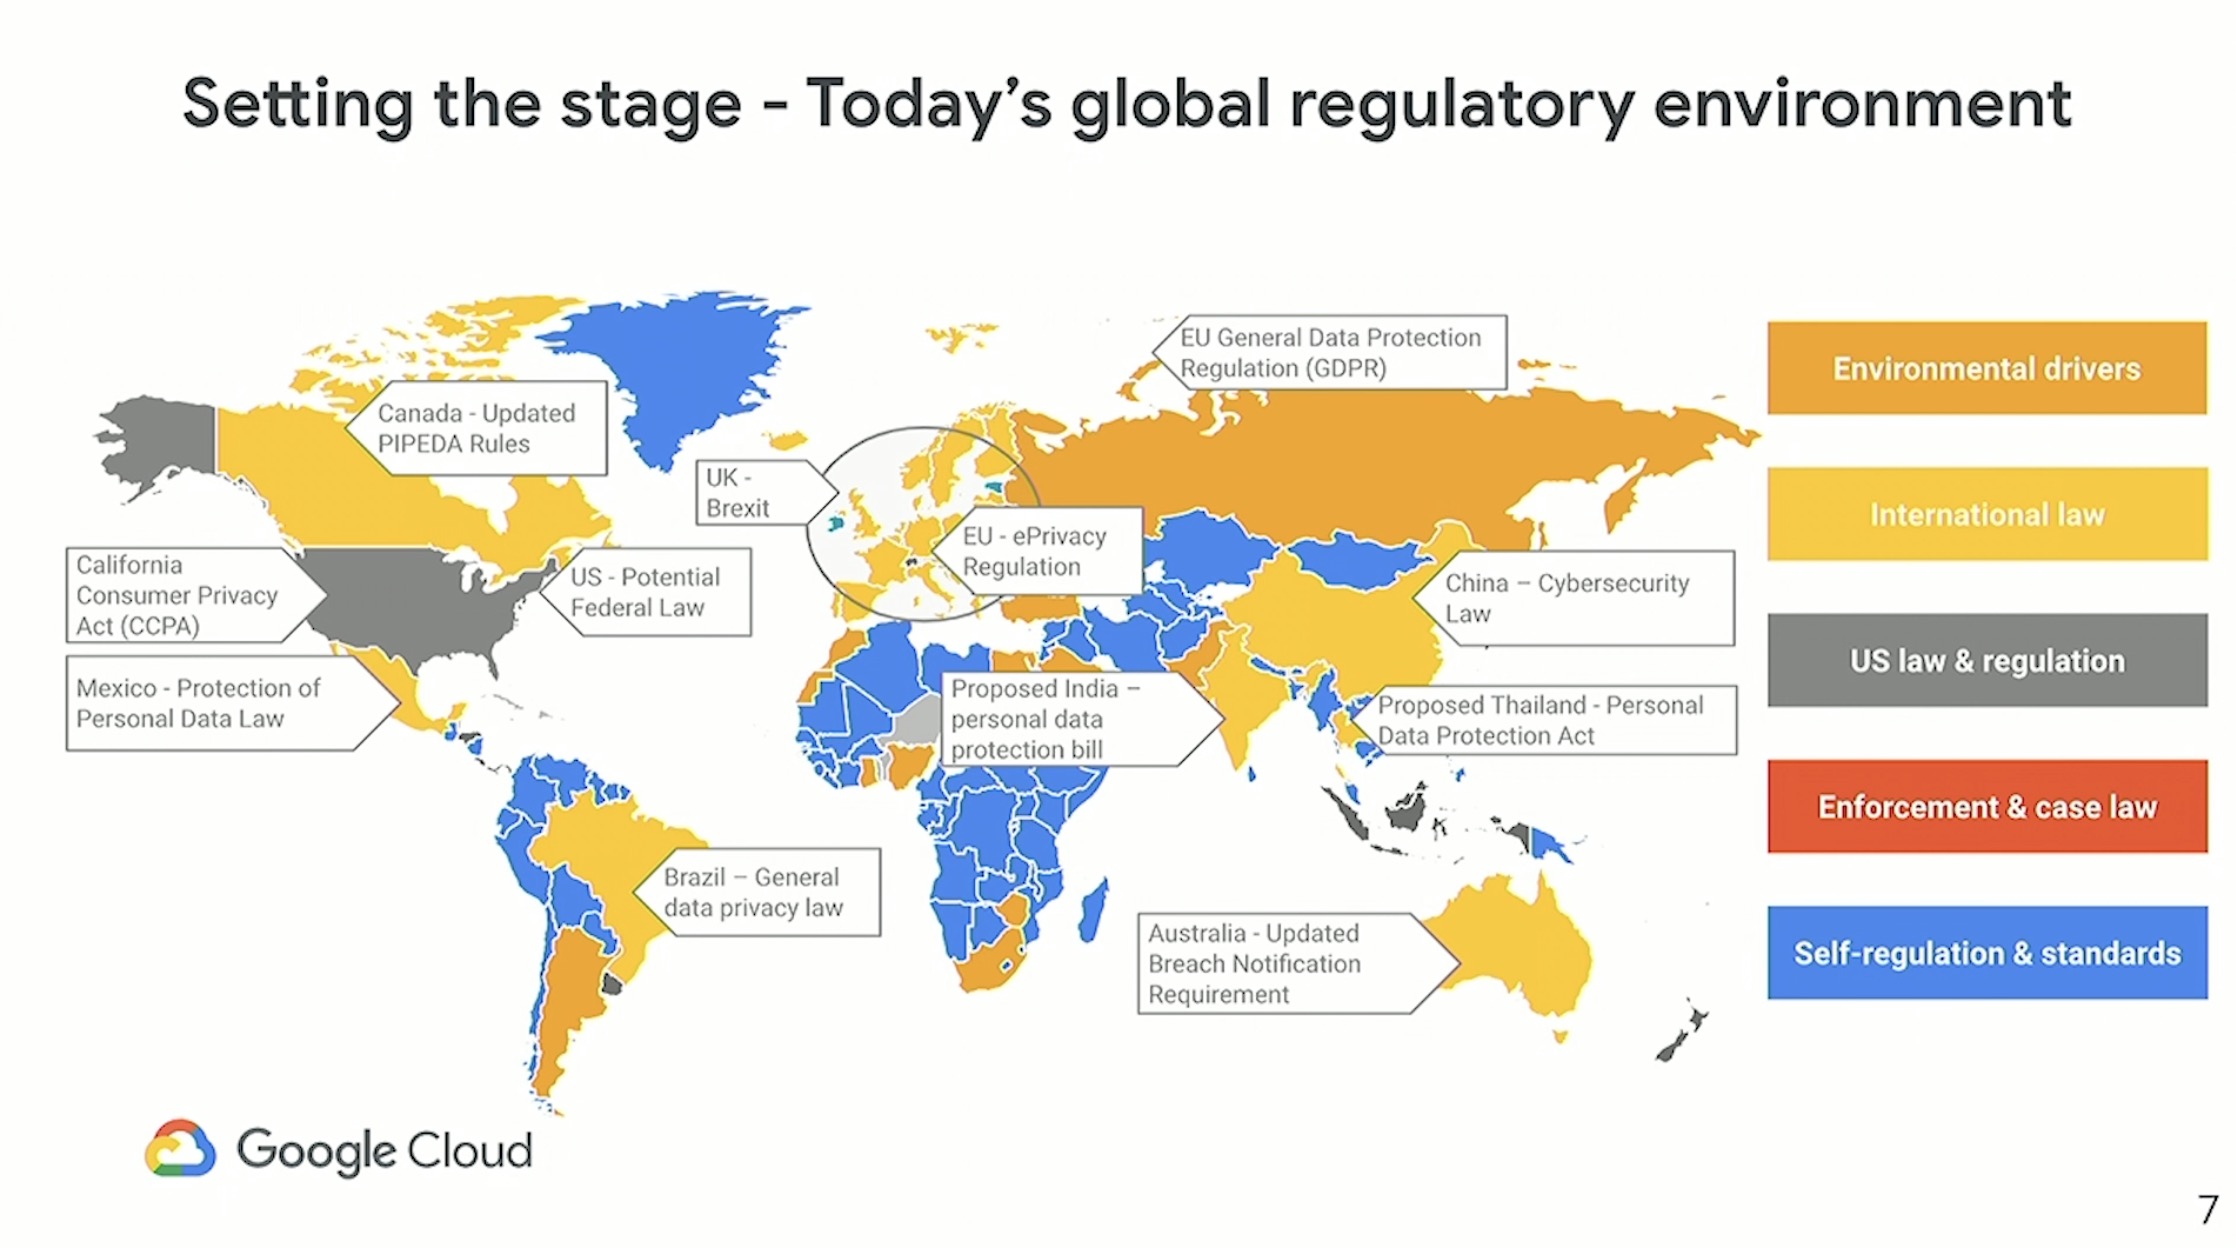 Setting the stage - Today's global regulatory environment
EU General Data Protection
Regulation (GDPR)
Canada - Updated
PIPEDA Rules
UK -
Brexit
EU - ePrivacy
Regulation
California
Consumer Privacy
Act (CCPA)
US - Potential
Federal Law
China – Cybersecurity
Law
Mexico - Protection of
Personal Data Law
Proposed India –
personal data
protection bill
Proposed Thailand - Personal
Data Protection Act
Brazil – General
data privacy law
Australia - Updated
Breach Notification
Requirement
Environmental drivers
International law
US law & regulation
Enforcement & case law
Self-regulation & standards
Google Cloud
7